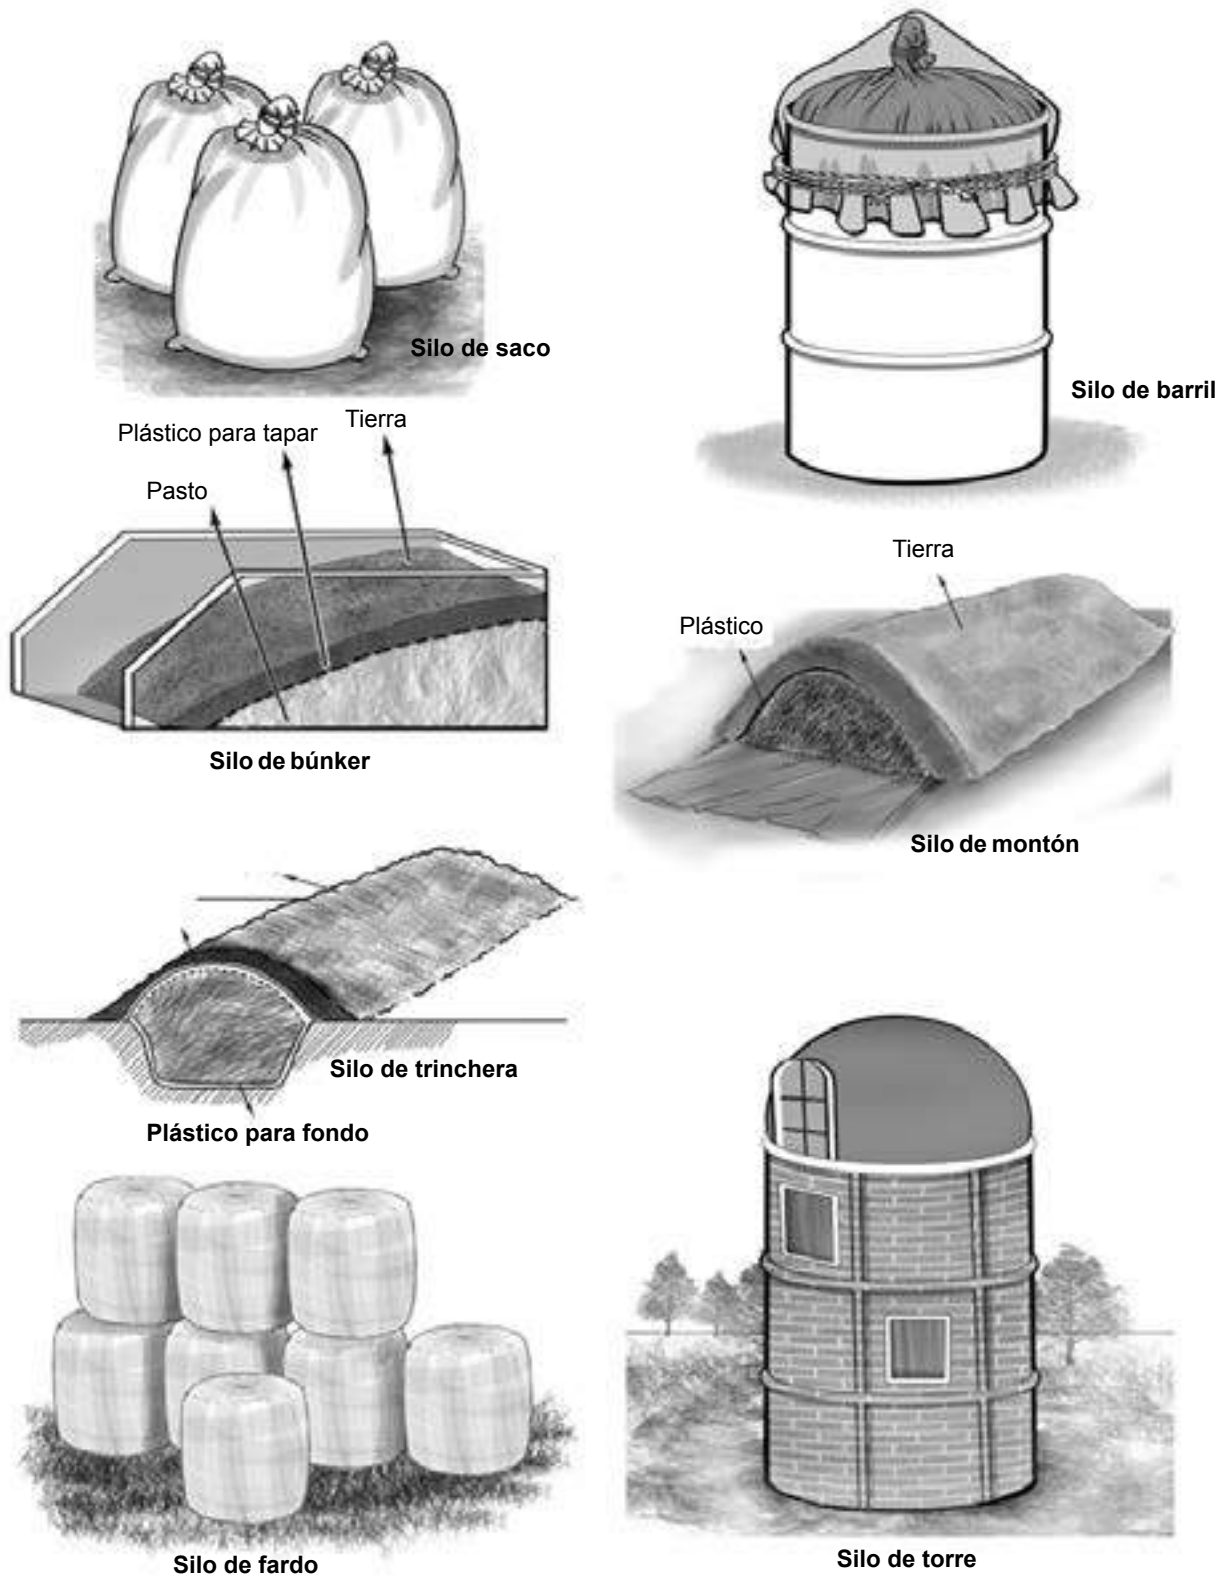 Silo de saco
Silo de barril
Plástico para tapar
Tierra
Pasto
Silo de búnker
Tierra
Plástico
Silo de montón
Silo de trinchera
Plástico para fondo
Silo de fardo
Silo de torre